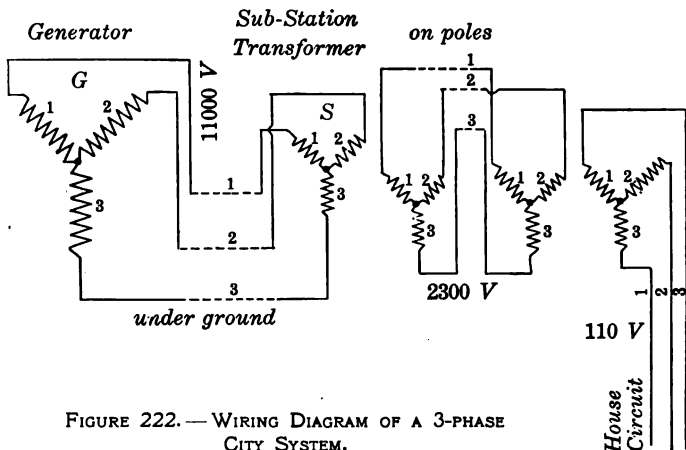 Generator
Sub-Station
Transformer
on poles
G
1
2
3
11000 V
S
1
2
3
1
2
3
under ground
1
2
3
1
2
3
1
2
3
2300 V
1
2
3
1
2
3
110 V
House
Circuit
FIGURE 222. — WIRING DIAGRAM OF A 3-PHASE
CITY SYSTEM.